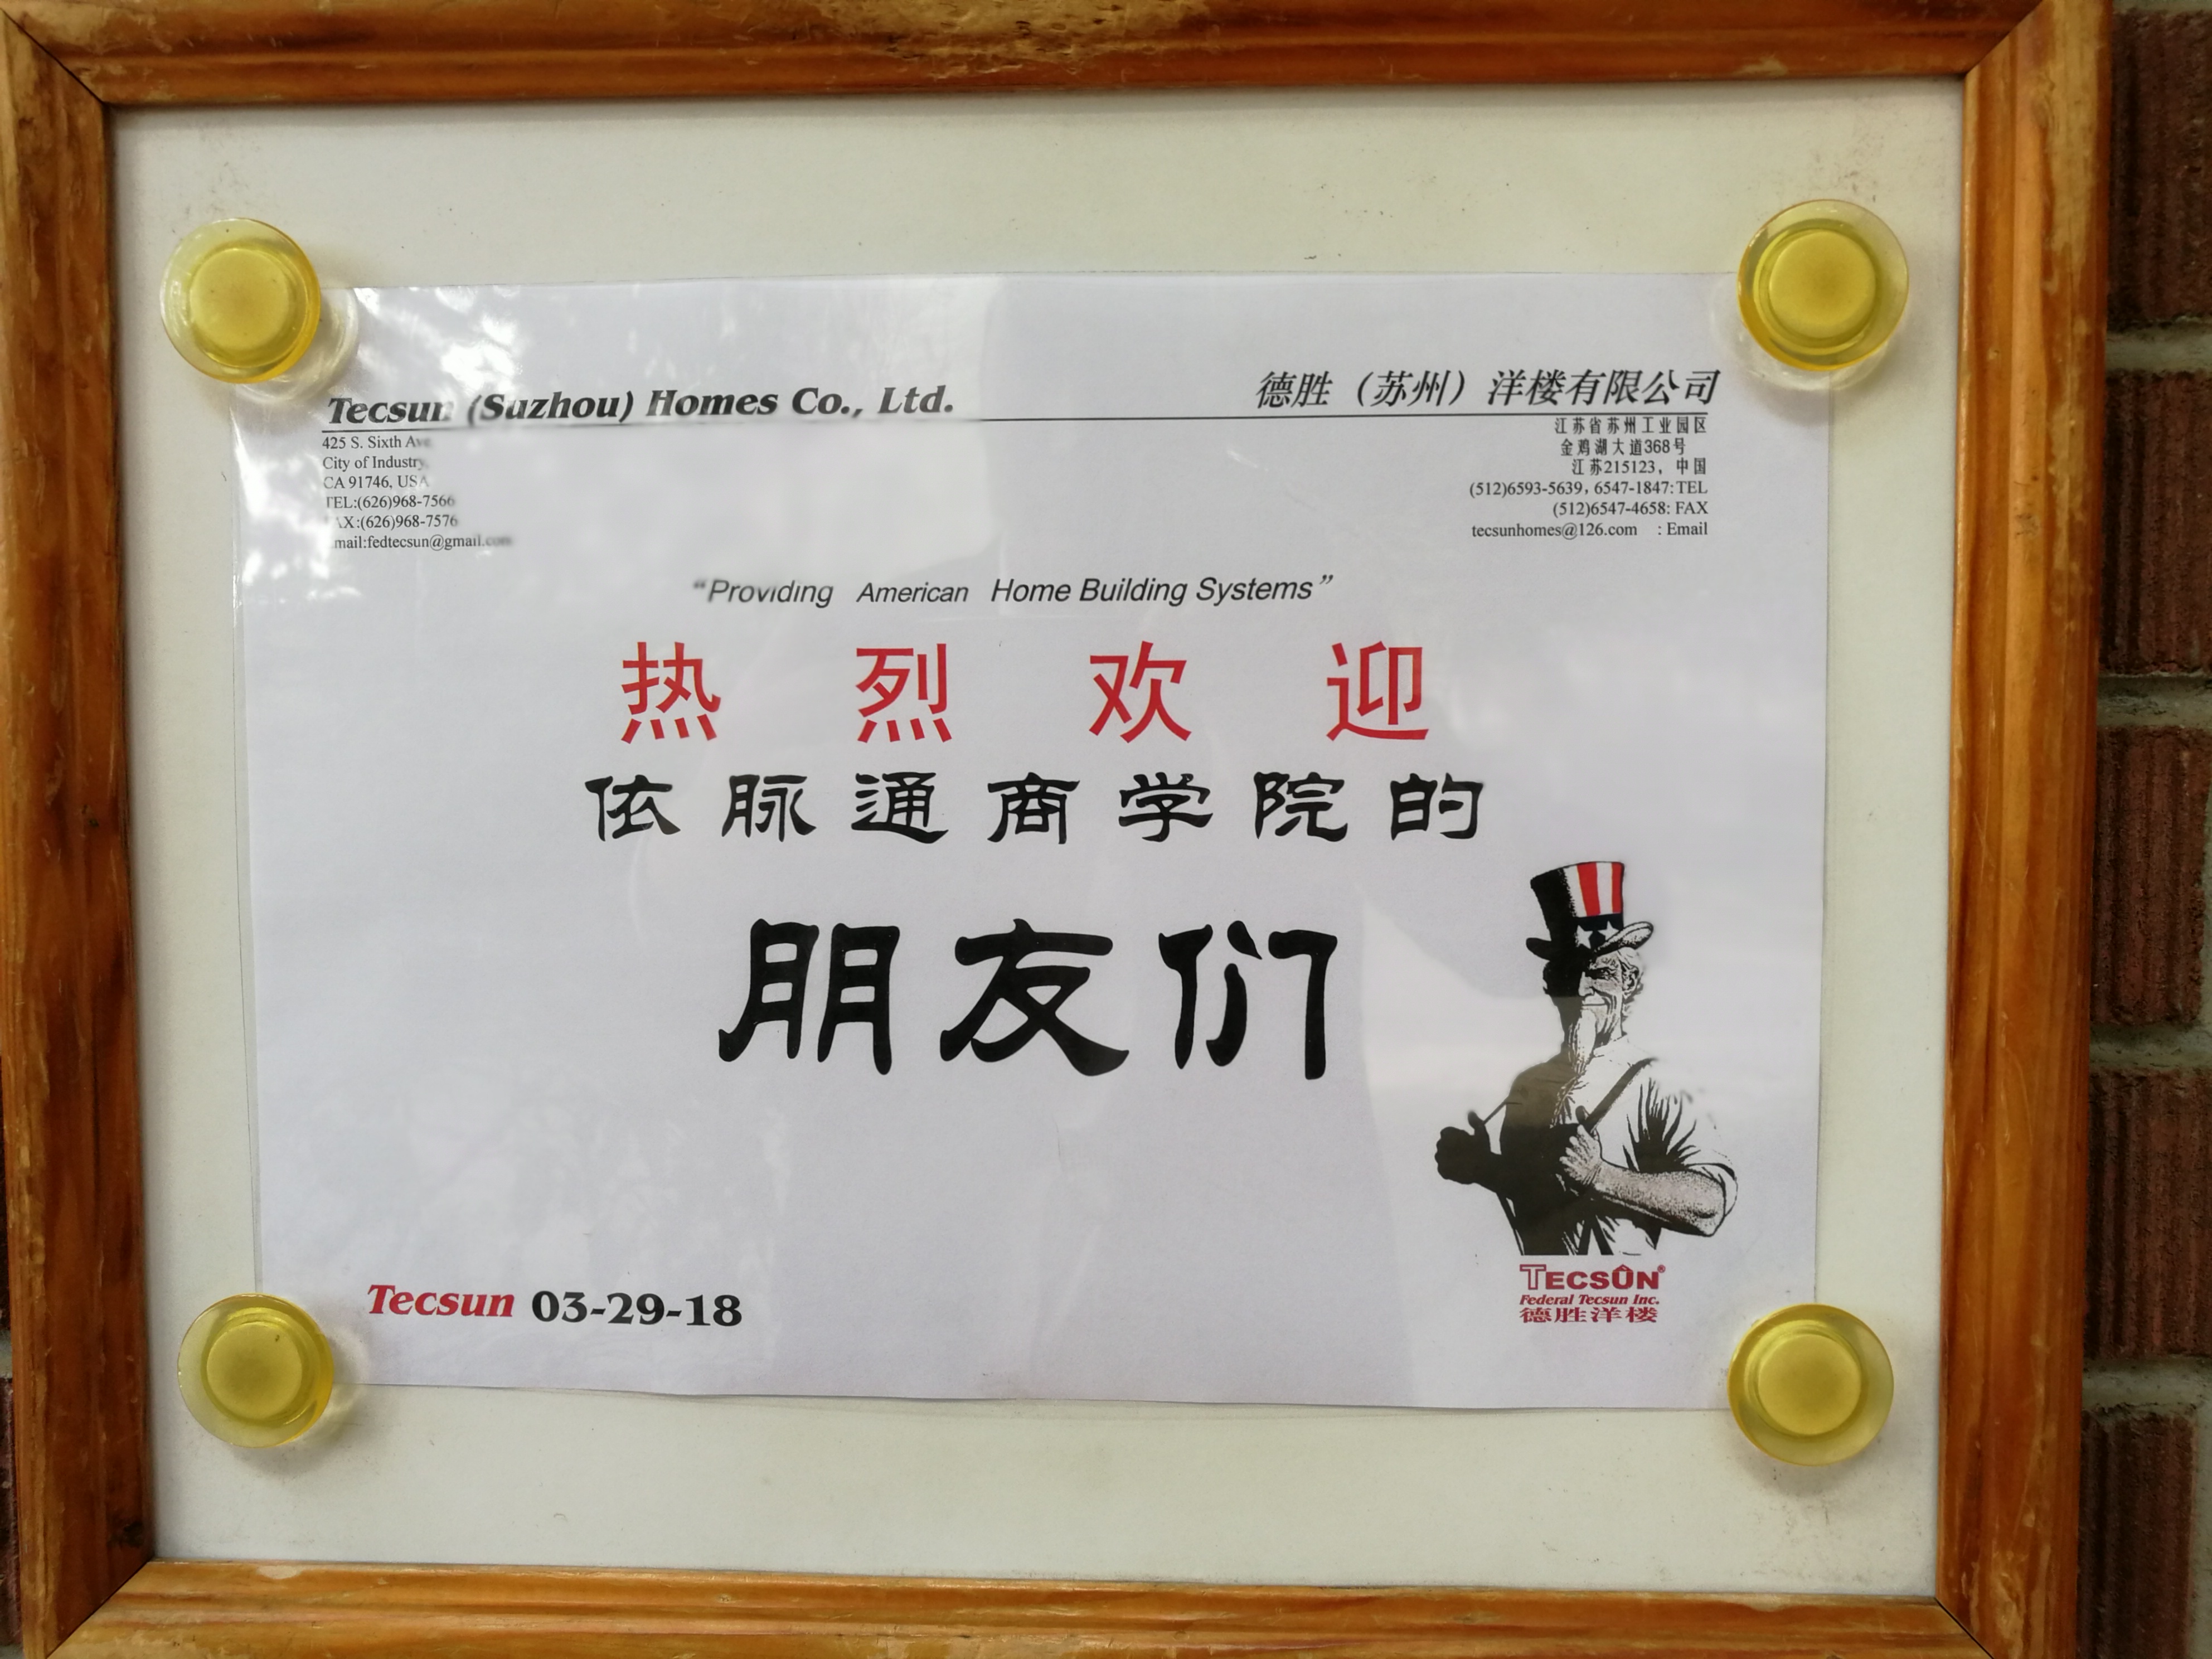 Tecsun (Suzhou) Homes Co., Ltd.
425 S. Sixth Ave
City of Industry,
CA 91746, USA
TEL:(626)968-7566
FAX:(626)968-7576
Email:fedtecsun@gmail.com
德胜（苏州）洋楼有限公司
江苏省苏州工业园区
金鸡湖大道368号
江苏215123，中国
(512)6593-5639，6547-1847:TEL
(512)6547-4658: FAX
tecsunhomes@126.com : Email
“Providing American Home Building Systems”
热烈欢迎
依脉通商学院的
朋友们
Tecsun 03-29-18
TECSUN®
Federal Tecsun Inc.
德胜洋楼